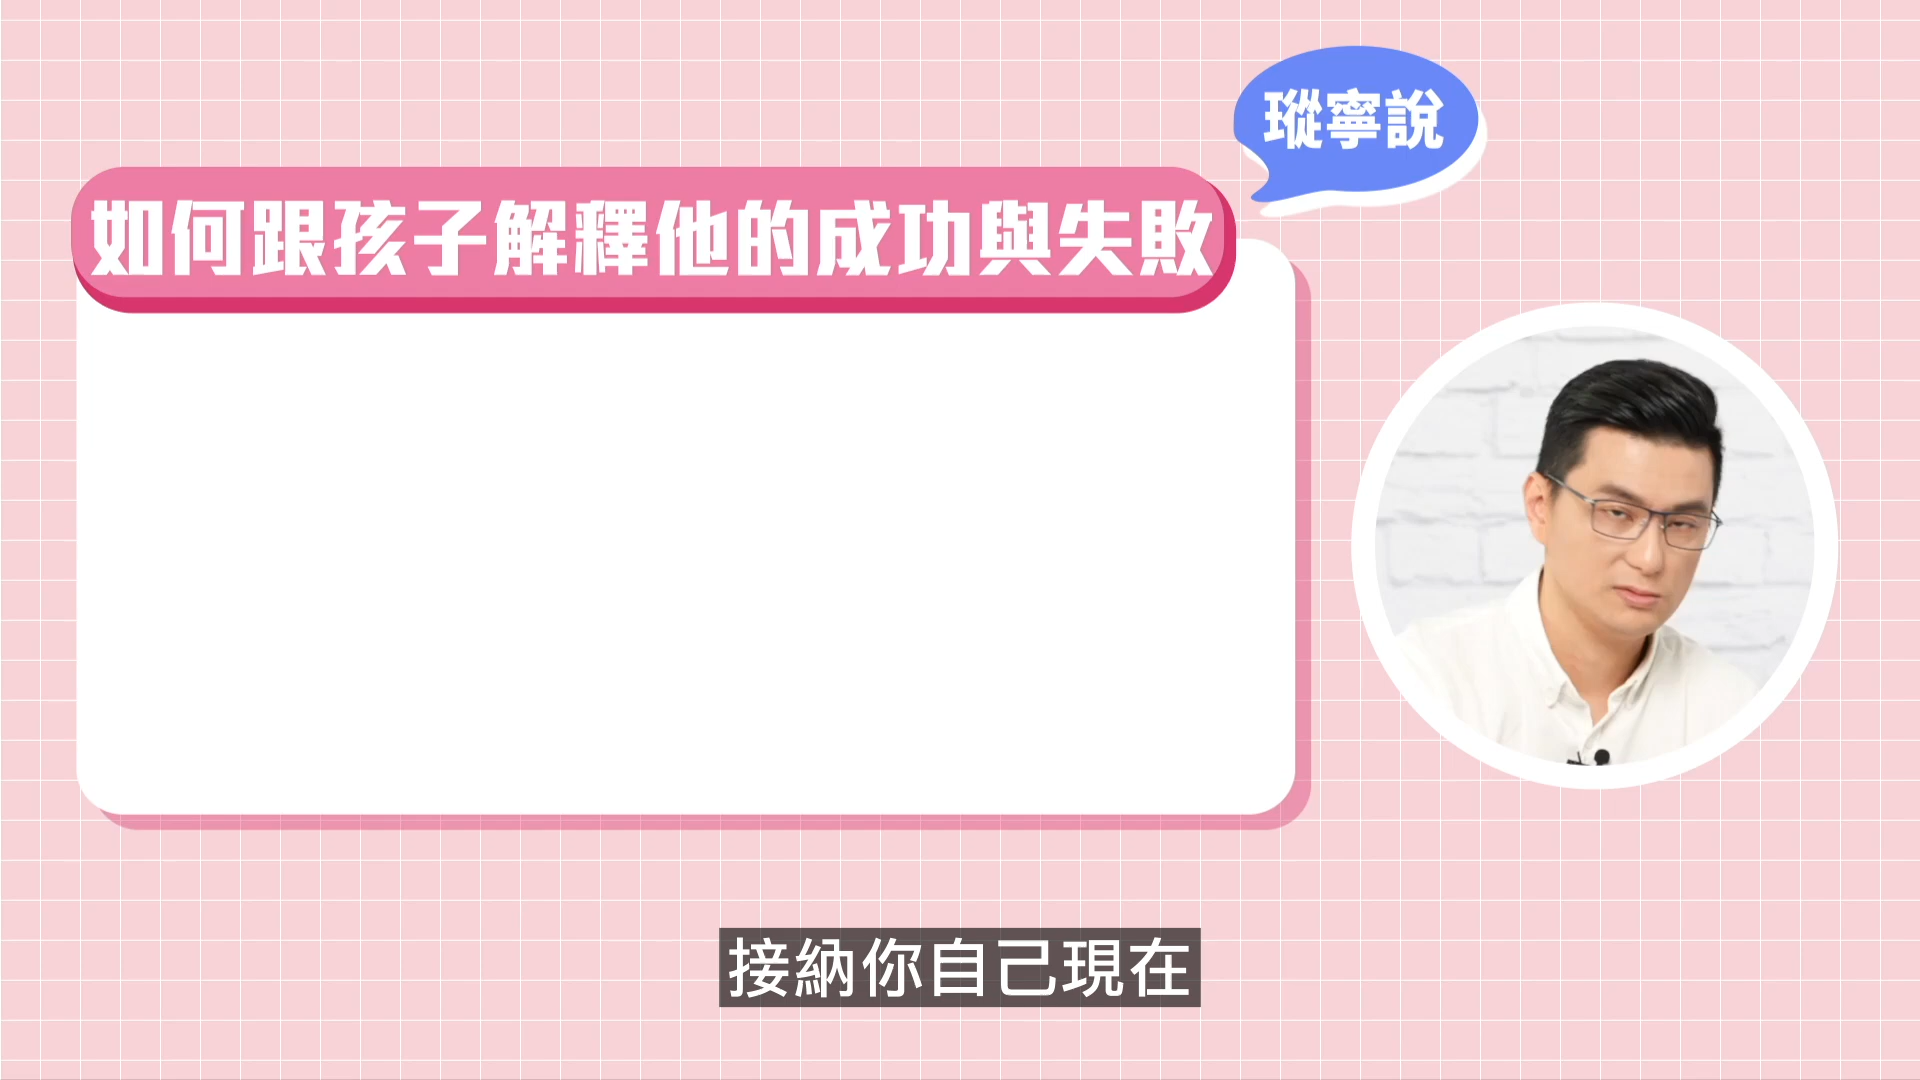 瑽寧說
如何跟孩子解釋他的成功與失敗
接納你自己現在